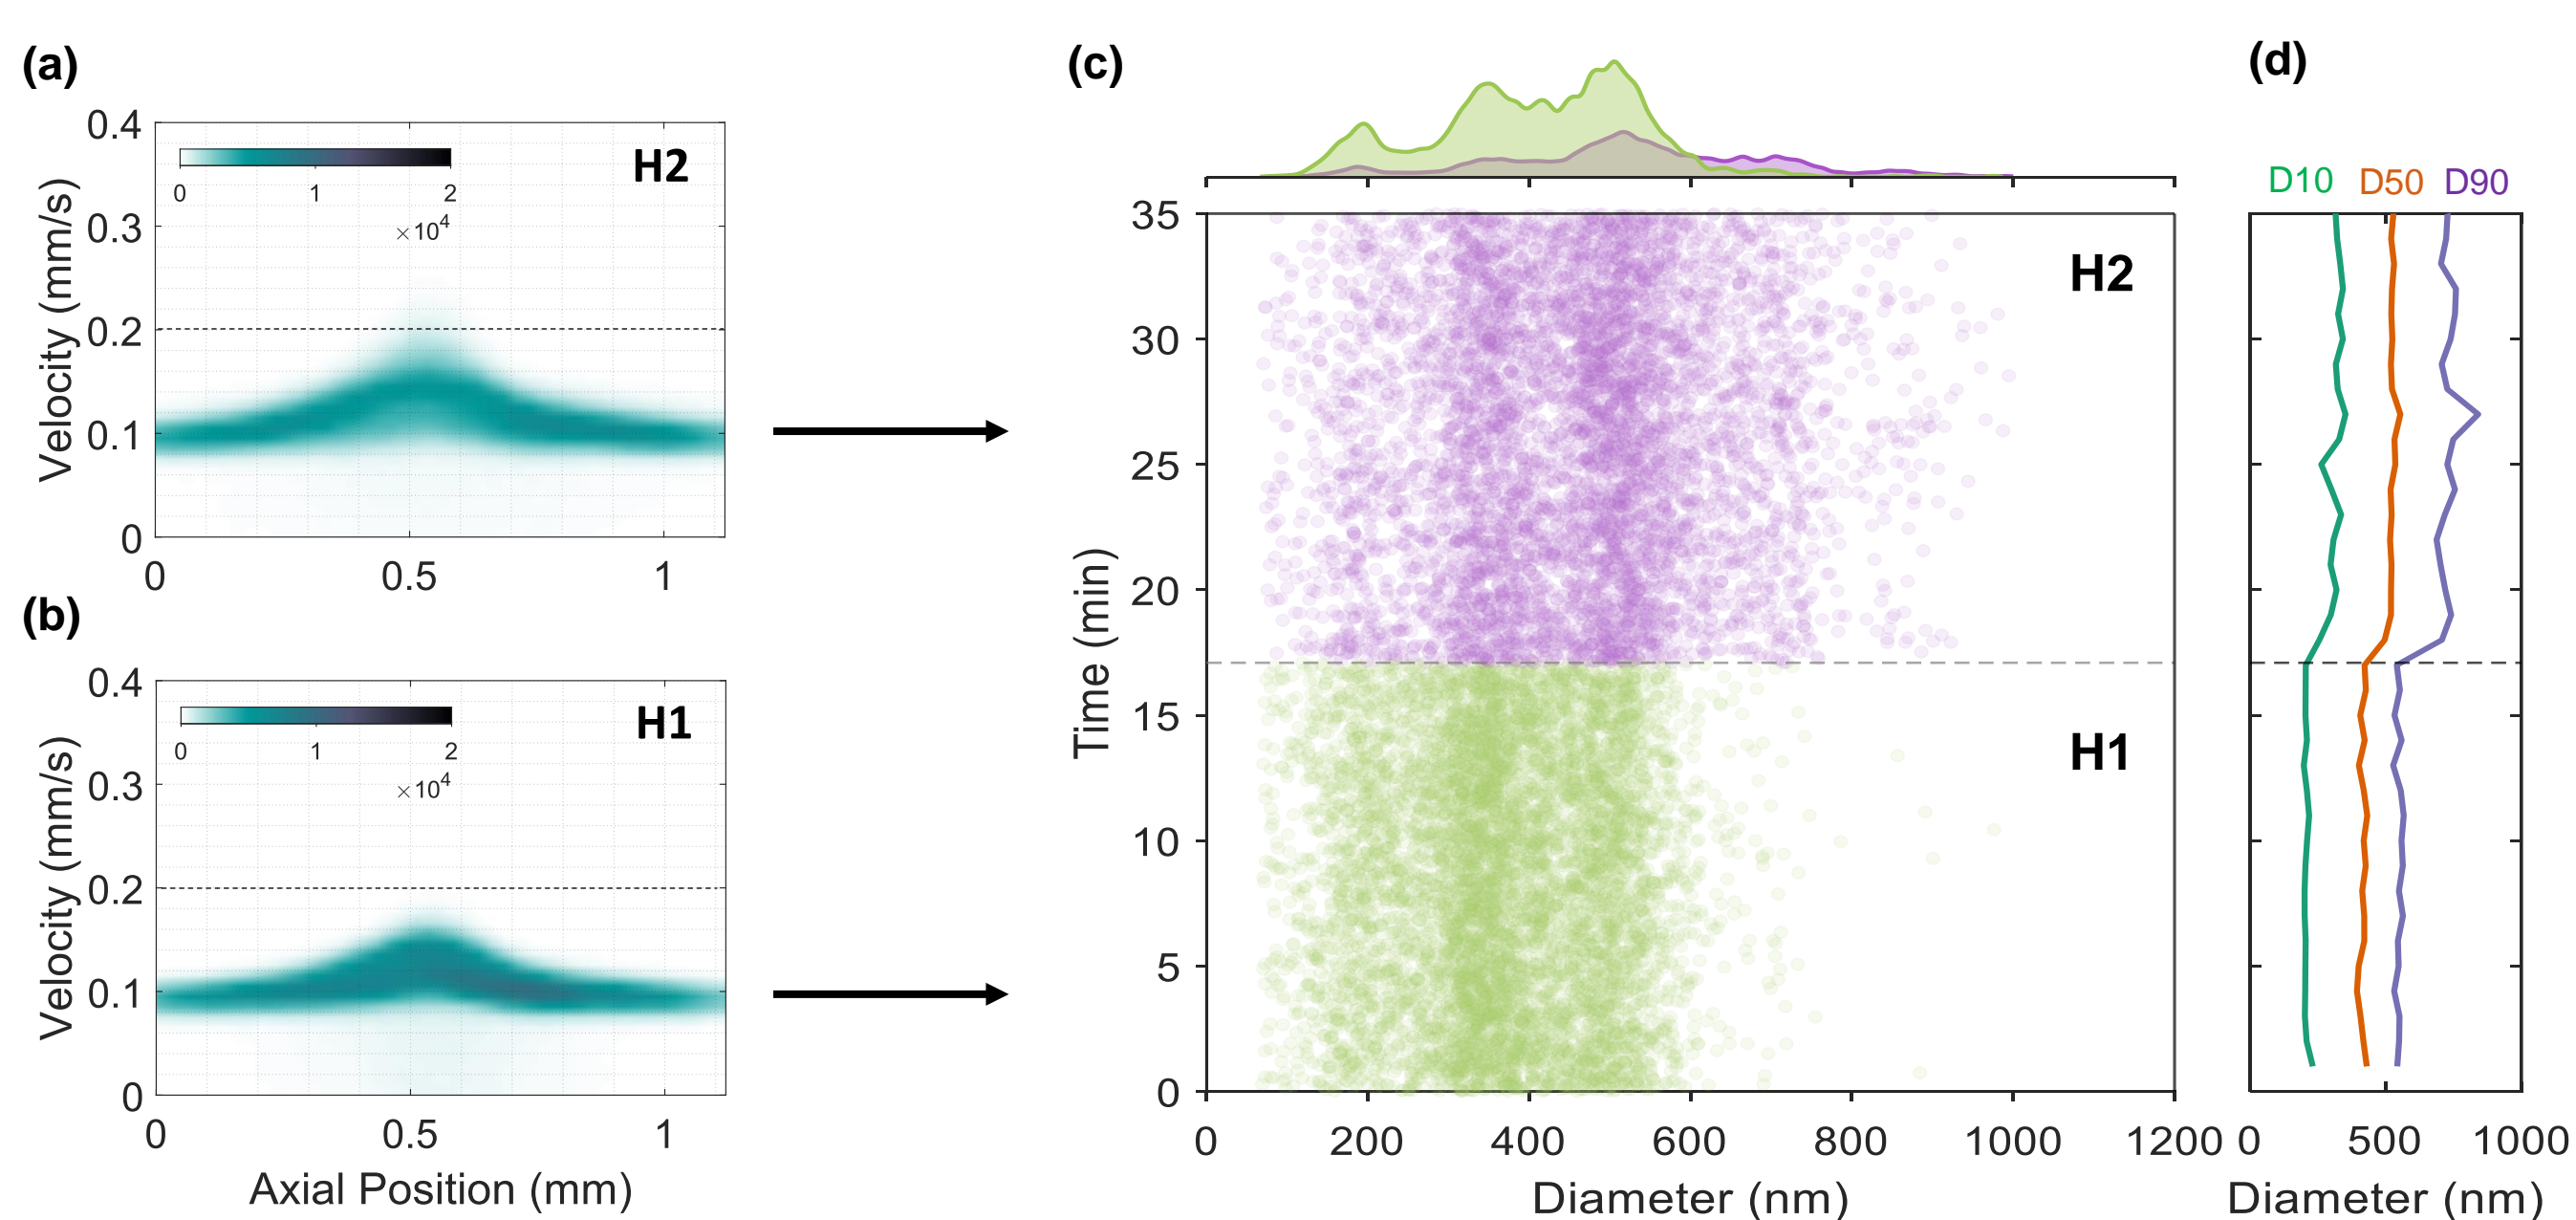 (a)
H2
0.4
0.3
0.2
0.1
0
Velocity (mm/s)
0 1 2
×10^4
0 0.5 1
(b)
H1
0.4
0.3
0.2
0.1
0
Velocity (mm/s)
0 1 2
×10^4
0 0.5 1
Axial Position (mm)
(c)
35
30
25
20
15
10
5
0
Time (min)
H2
H1
0 200 400 600 800 1000 1200
Diameter (nm)
(d)
D10 D50 D90
0 500 1000
Diameter (nm)